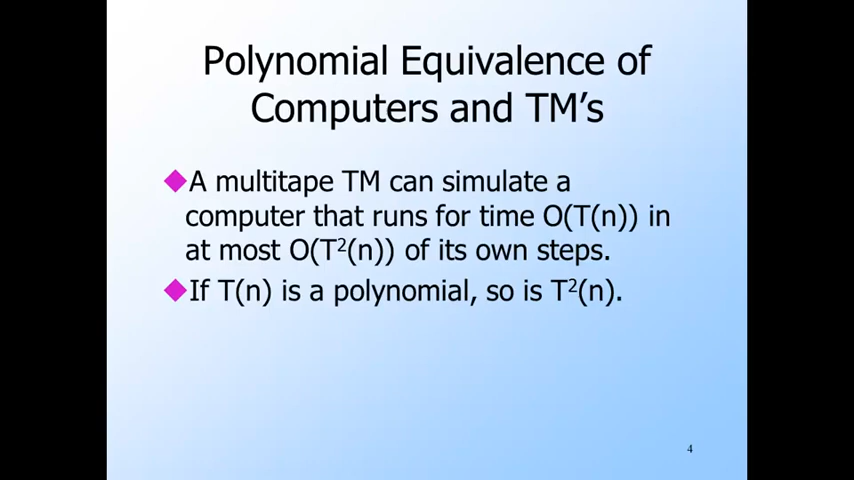 Polynomial Equivalence of
Computers and TM’s
◆A multitape TM can simulate a
computer that runs for time O(T(n)) in
at most O(T²(n)) of its own steps.
◆If T(n) is a polynomial, so is T²(n).
4